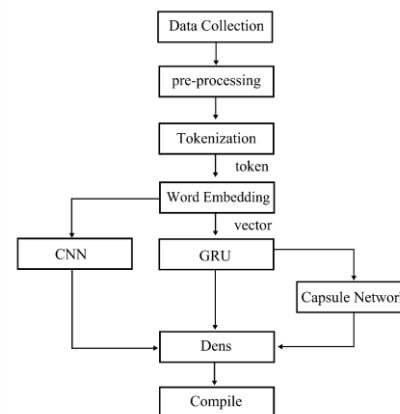 Data Collection
pre-processing
Tokenization
token
Word Embedding
vector
CNN
GRU
Capsule Network
Dens
Compile